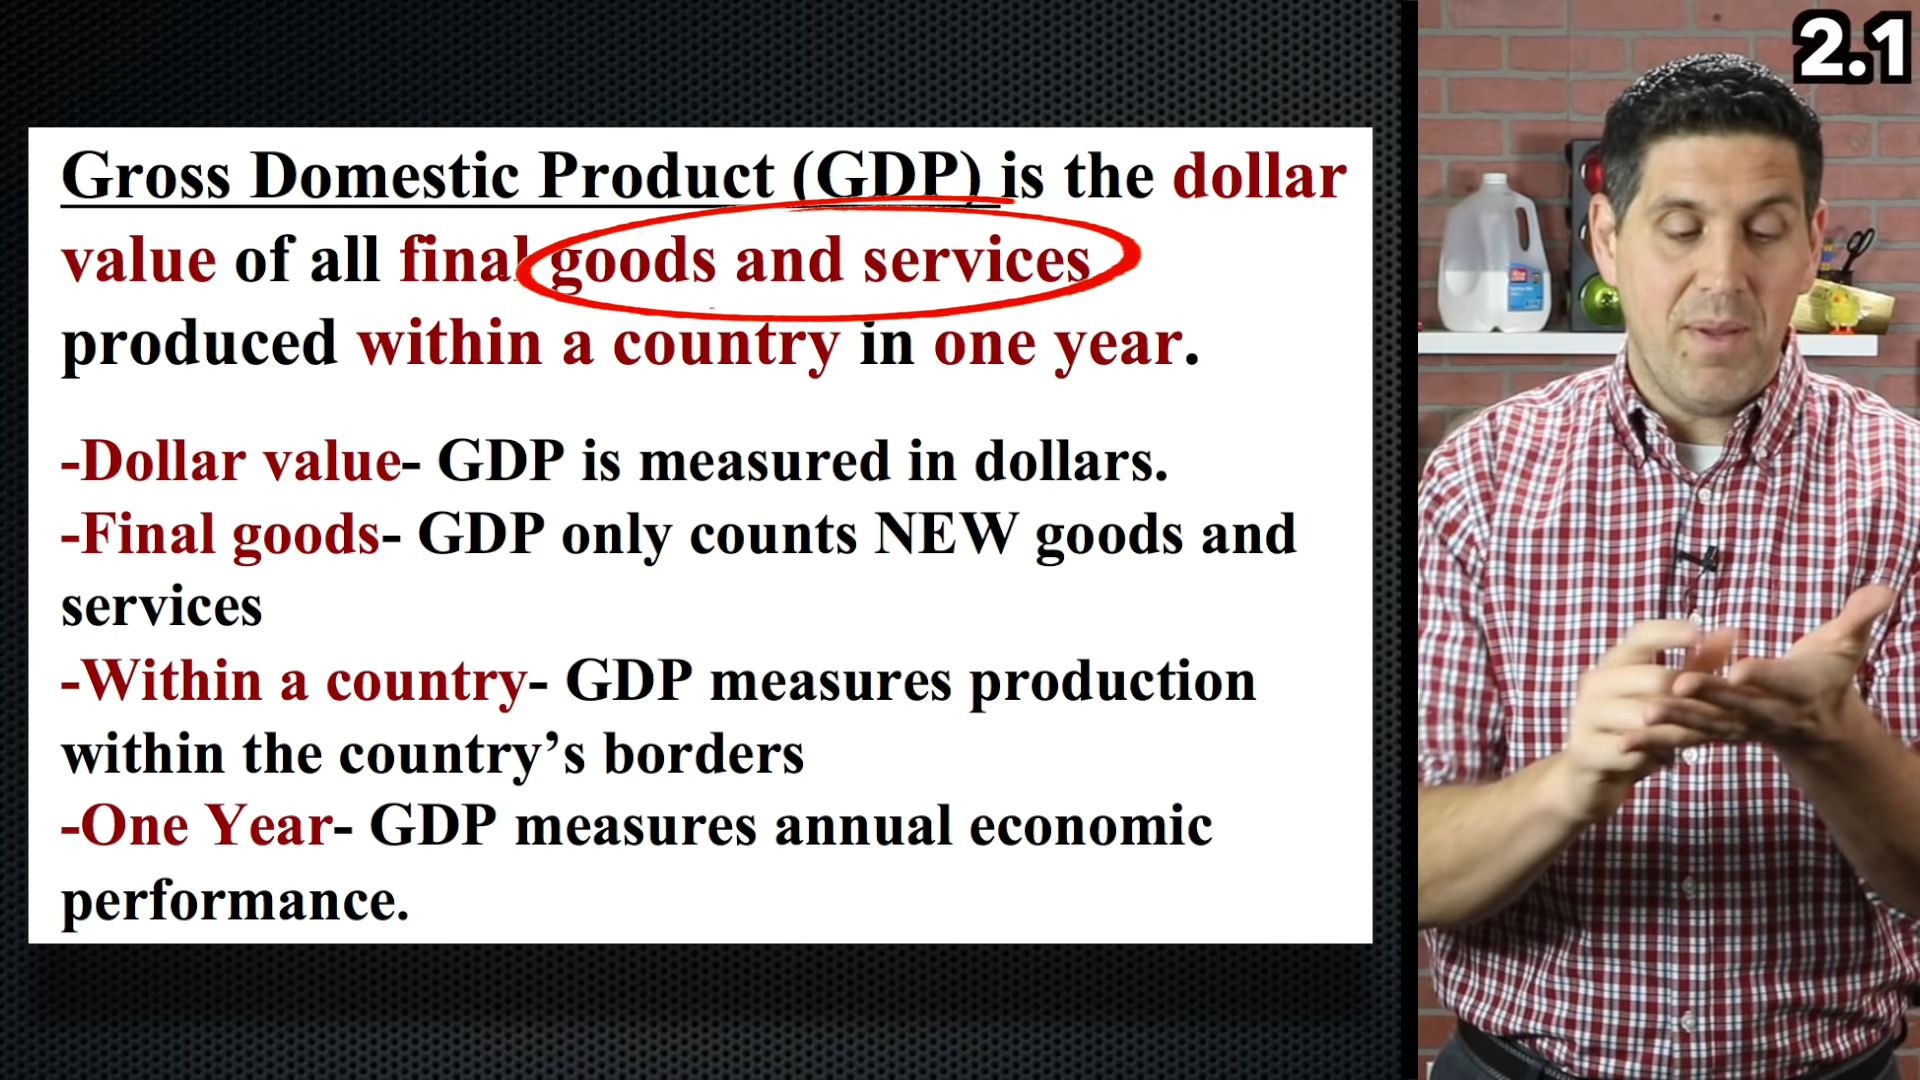 2.1
Gross Domestic Product (GDP) is the dollar
value of all final goods and services
produced within a country in one year.
-Dollar value- GDP is measured in dollars.
-Final goods- GDP only counts NEW goods and
services
-Within a country- GDP measures production
within the country’s borders
-One Year- GDP measures annual economic
performance.